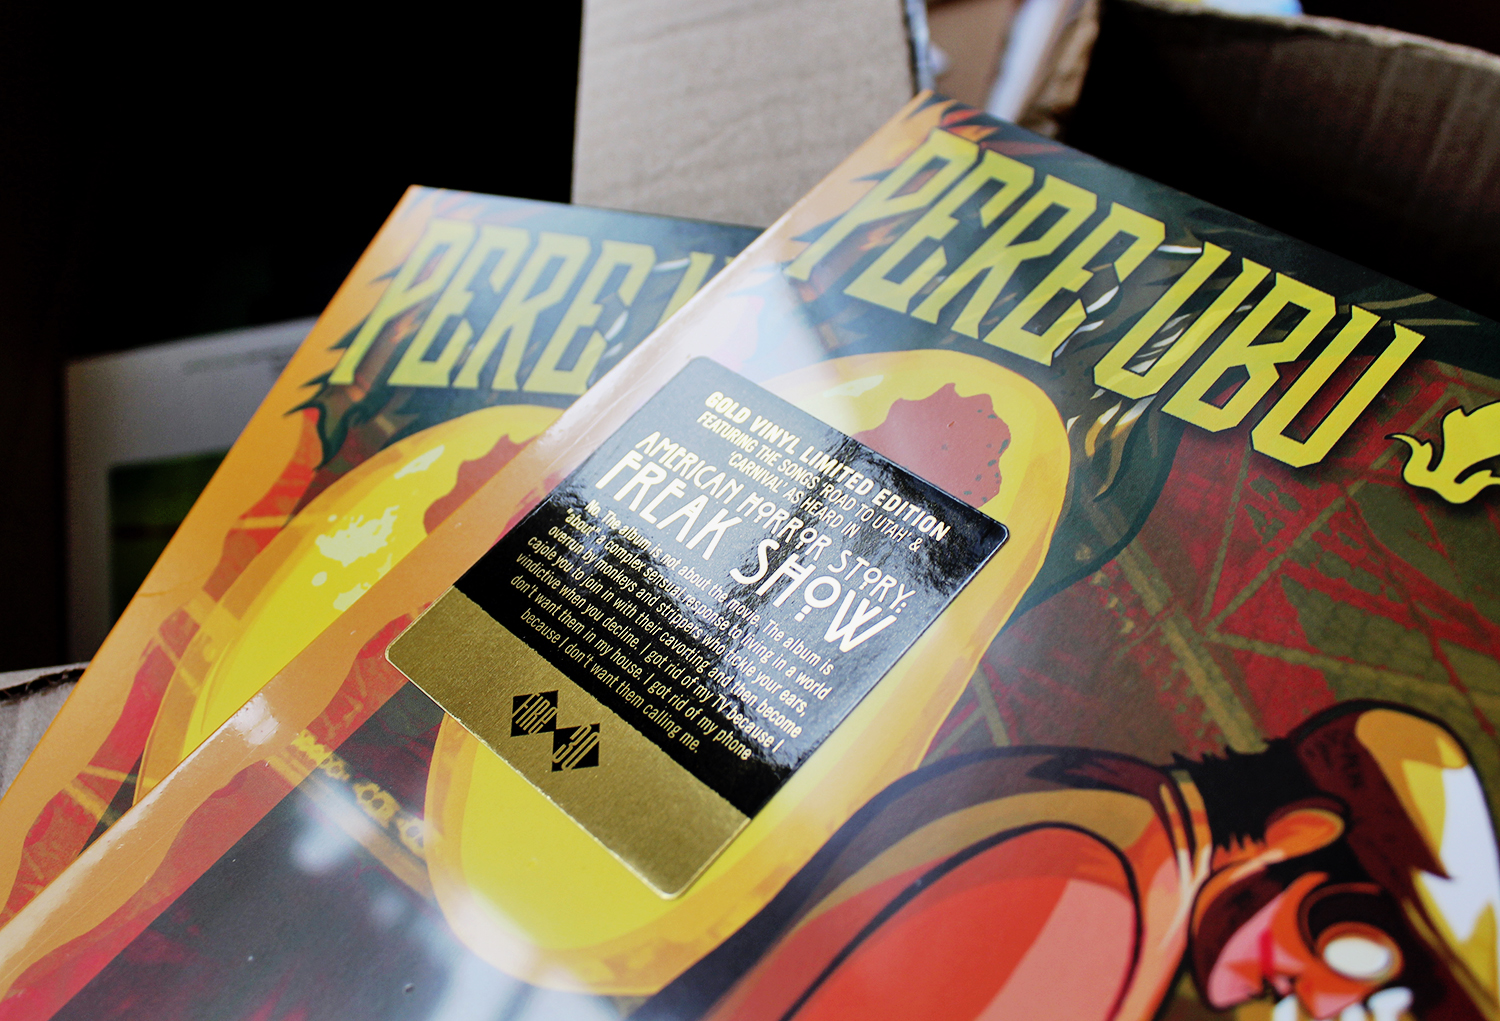 PERE UBU
PERE
GOLD VINYL LIMITED EDITION
FEATURING THE SONGS 'ROAD TO UTAH' &
'CARNIVAL' AS HEARD IN
AMERICAN HORROR STORY:
FREAK SHOW
No. The album is not about the movie. The album is
"about" a complex sensual response to living in a world
overrun by monkeys and strippers who tickle your ears,
cajole you to join in with their cavorting and then become
vindictive when you decline. I got rid of my TV because I
don't want them in my house. I got rid of my phone
because I don't want them calling me.
FIRE
30